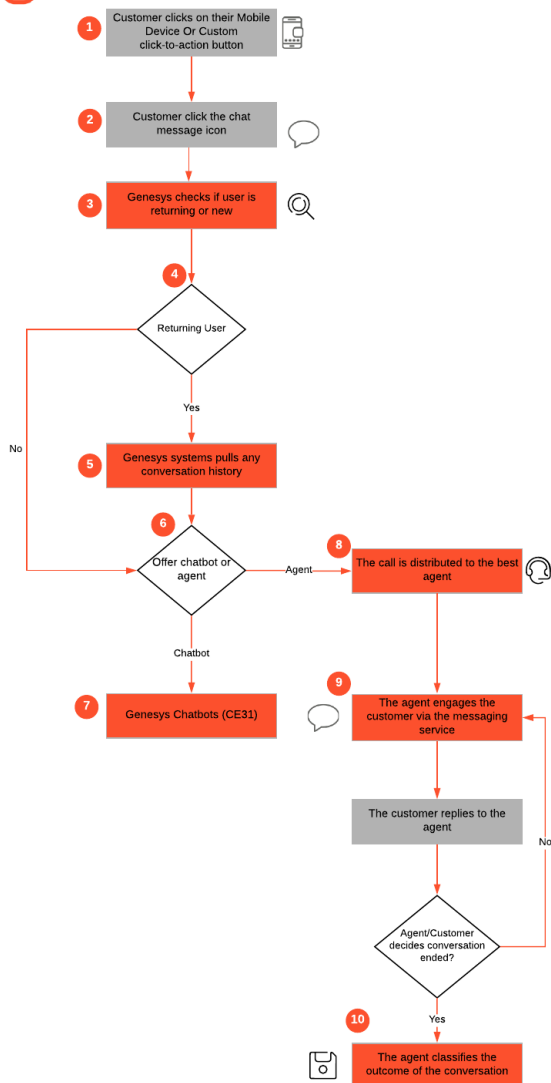 1
Customer clicks on their Mobile
Device Or Custom
click-to-action button
2
Customer click the chat
message icon
3
Genesys checks if user is
returning or new
4
Returning User
No
Yes
5
Genesys systems pulls any
conversation history
6
Offer chatbot or
agent
Agent
Chatbot
7
Genesys Chatbots (CE31)
8
The call is distributed to the best
agent
9
The agent engages the
customer via the messaging
service
The customer replies to the
agent
Agent/Customer
decides conversation
ended?
No
Yes
10
The agent classifies the
outcome of the conversation